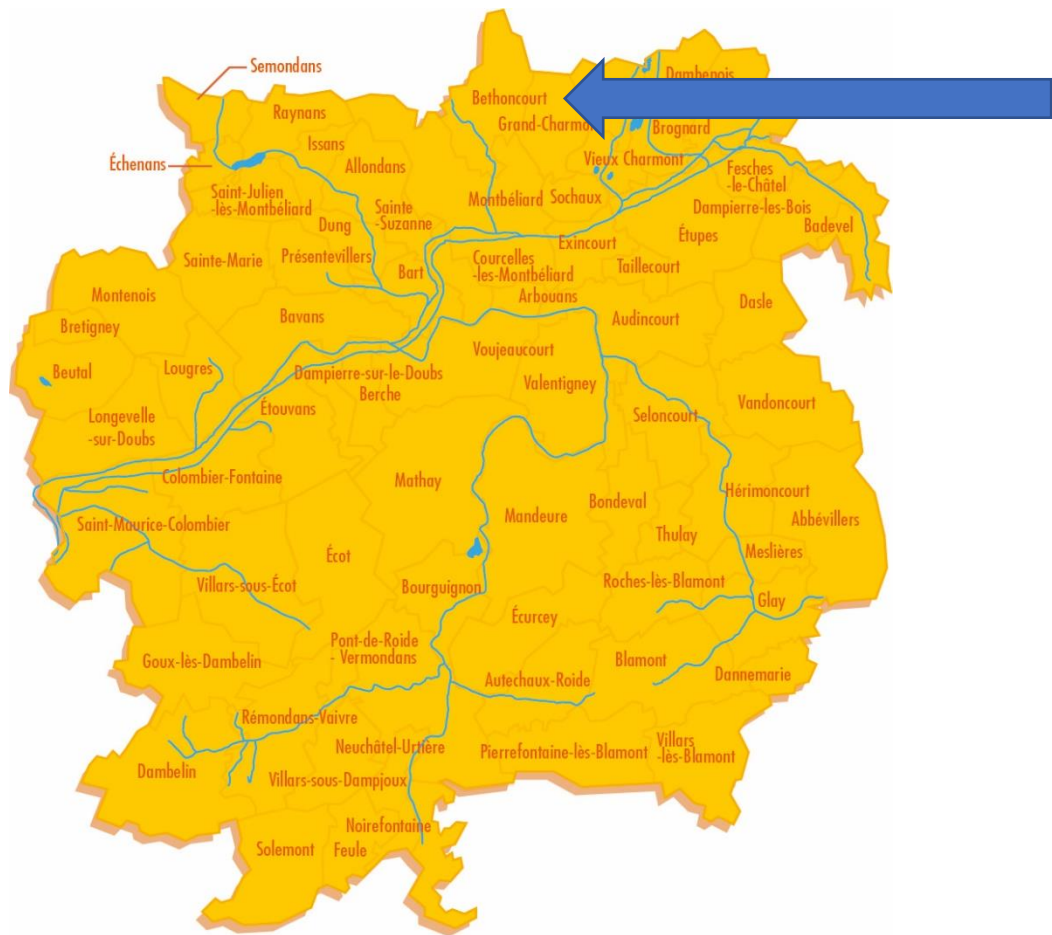 Semondans
Dambenois
Bethoncourt
Raynans
Grand-Charmon
Brognard
Issans
Échenans
Allondans
Vieux Charmont
Fesches
-le-Châtel
Saint-Julien
-lès-Montbéliard
Montbéliard
Sochaux
Sainte
-Suzanne
Dampierre-les-Bois
Dung
Badevel
Étupes
Exincourt
Sainte-Marie
Présentevillers
Courcelles
-les-Montbéliard
Taillecourt
Bart
Montenois
Arbouans
Dasle
Bavans
Audincourt
Bretigney
Voujeaucourt
Beutal
Lougres
Dampierre-sur-le-Doubs
Valentigney
Berche
Vandoncourt
Étouvans
Longevelle
-sur-Doubs
Seloncourt
Colombier-Fontaine
Mathay
Hérimoncourt
Bondeval
Mandeure
Abbévillers
Saint-Maurice-Colombier
Thulay
Écot
Meslières
Villars-sous-Écot
Bourguignon
Roches-lès-Blamont
Glay
Écurcey
Pont-de-Roide
- Vermondans
Goux-lès-Dambelin
Blamont
Dannemarie
Autechaux-Roide
Rémondans-Vaivre
Neuchâtel-Urtière
Pierrefontaine-lès-Blamont
Villars
-lès-Blamont
Dambelin
Villars-sous-Dampjoux
Noirefontaine
Solemont
Feule